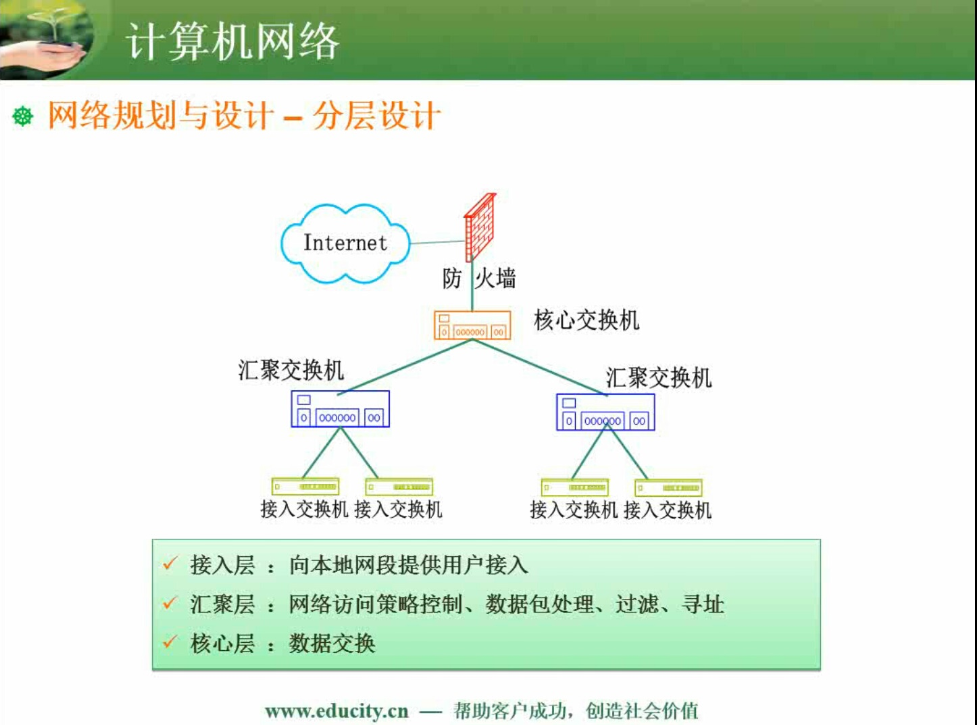 计算机网络
网络规划与设计 – 分层设计
Internet
防火墙
核心交换机
汇聚交换机
汇聚交换机
接入交换机 接入交换机
接入交换机 接入交换机
接入层 ：向本地网段提供用户接入
汇聚层 ：网络访问策略控制、数据包处理、过滤、寻址
核心层 ：数据交换
www.educity.cn — 帮助客户成功，创造社会价值